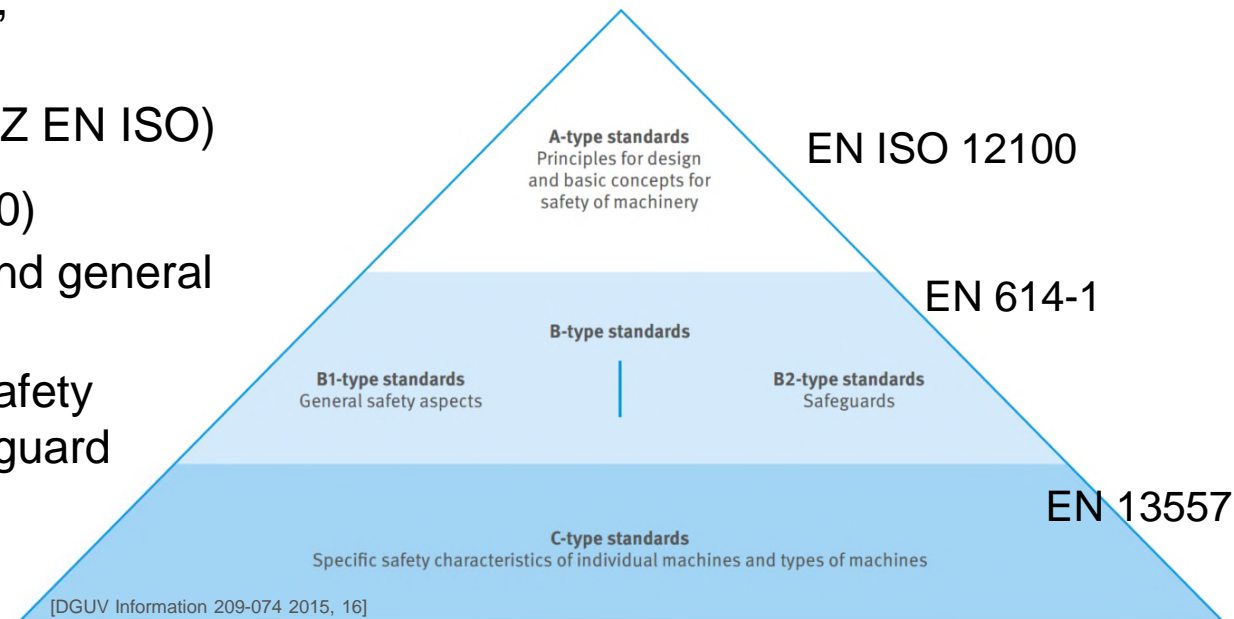 ,
Z EN ISO)
0)
nd general
afety
guard
A-type standards
Principles for design
and basic concepts for
safety of machinery
EN ISO 12100
EN 614-1
B-type standards
B1-type standards
General safety aspects
B2-type standards
Safeguards
EN 13557
C-type standards
Specific safety characteristics of individual machines and types of machines
[DGUV Information 209-074 2015, 16]